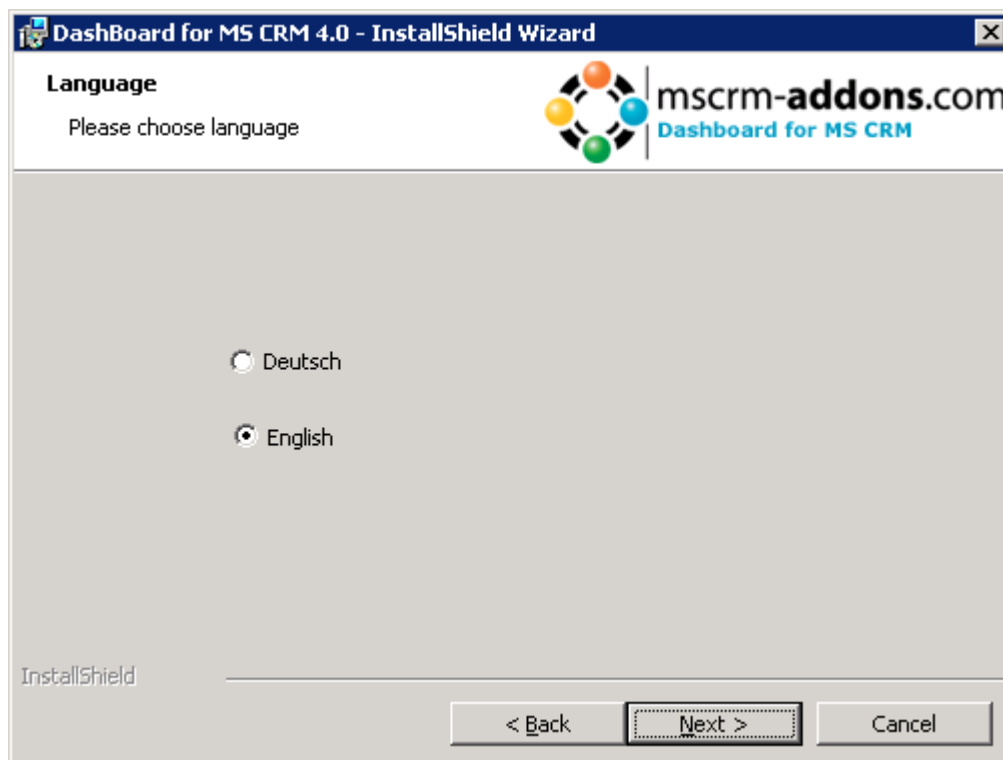 DashBoard for MS CRM 4.0 - InstallShield Wizard
Language
Please choose language
mscrm-addons.com
Dashboard for MS CRM
Deutsch
English
InstallShield
< Back
Next >
Cancel